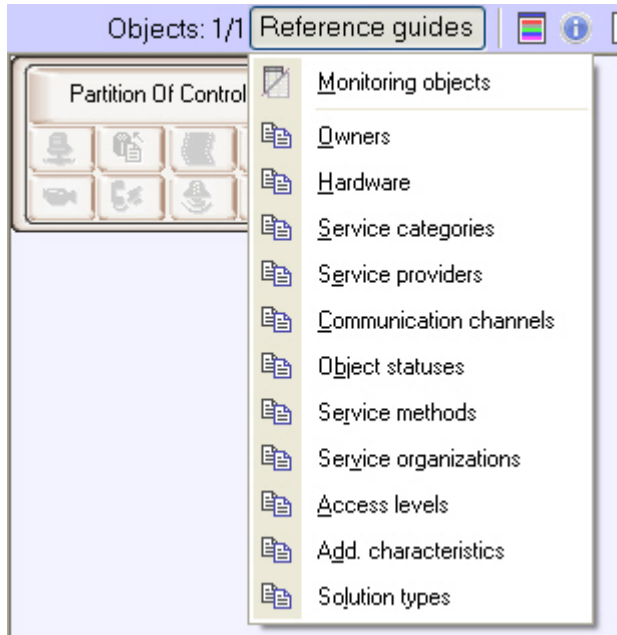 Objects: 1/1 Reference guides
Partition Of Control
Monitoring objects
Owners
Hardware
Service categories
Service providers
Communication channels
Object statuses
Service methods
Service organizations
Access levels
Add. characteristics
Solution types